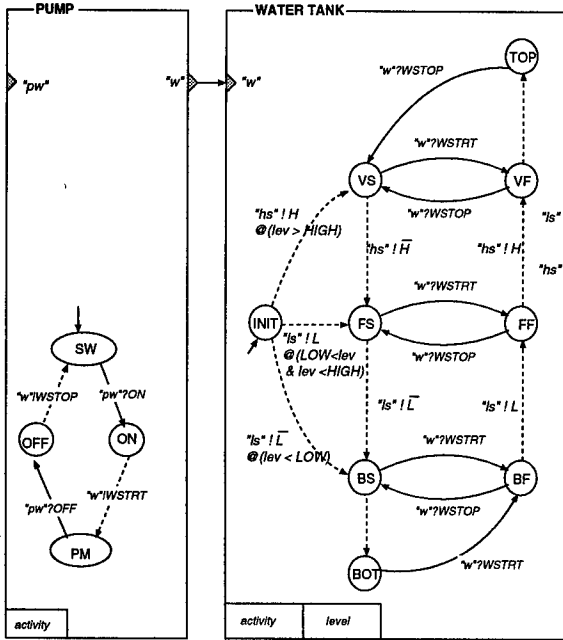 PUMP
WATER TANK
"pw"
"w"
"w"
TOP
"w"?WSTOP
"w"?WSTRT
VS
VF
"w"?WSTOP
"ls"
"hs" ! H
@(lev > HIGH)
"hs" ! H̅
"hs" ! H
"hs"
"w"?WSTRT
INIT
FS
FF
"ls" ! L
@(LOW<lev
& lev <HIGH)
"w"?WSTOP
SW
"w"!WSTOP
"pw"?ON
"ls" ! L̅
"ls" ! L
OFF
ON
"ls" ! L̅
@(lev < LOW)
"w"?WSTRT
BS
BF
"pw"?OFF
"w"!WSTRT
"w"?WSTOP
PM
BOT
"w"?WSTRT
activity
activity
level